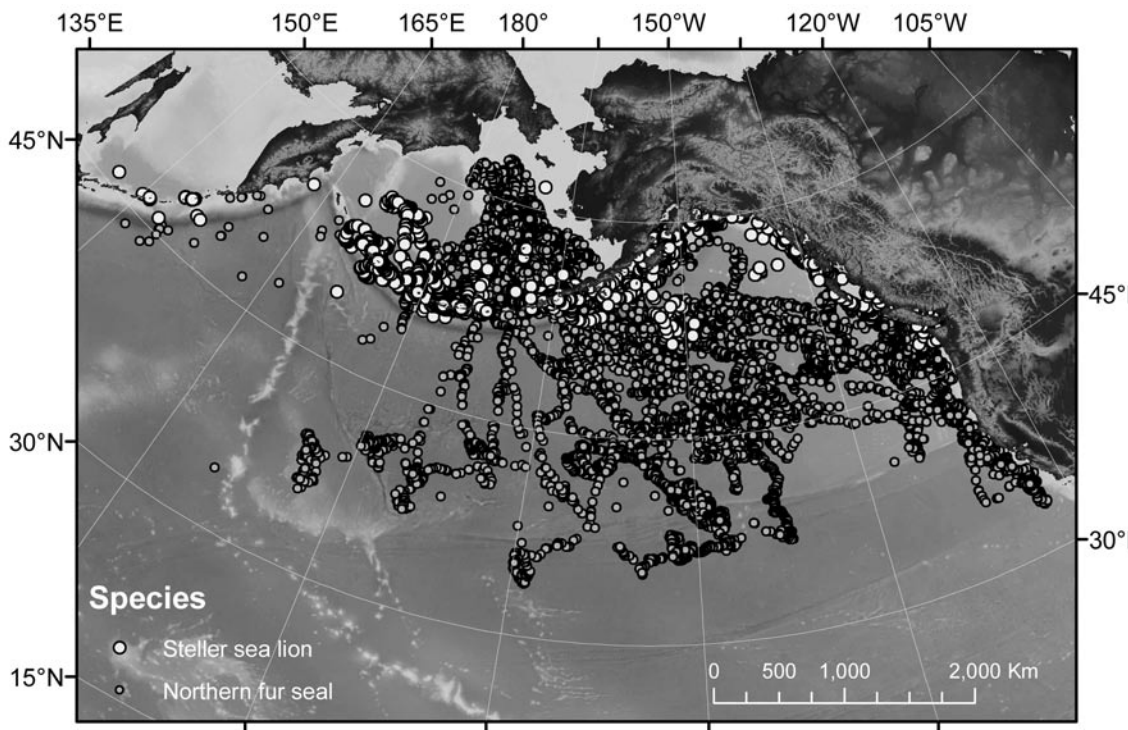 135°E 150°E 165°E 180° 150°W 120°W 105°W
45°N
45°N
30°N
30°N
15°N
Species
Steller sea lion
Northern fur seal
0 500 1,000 2,000 Km